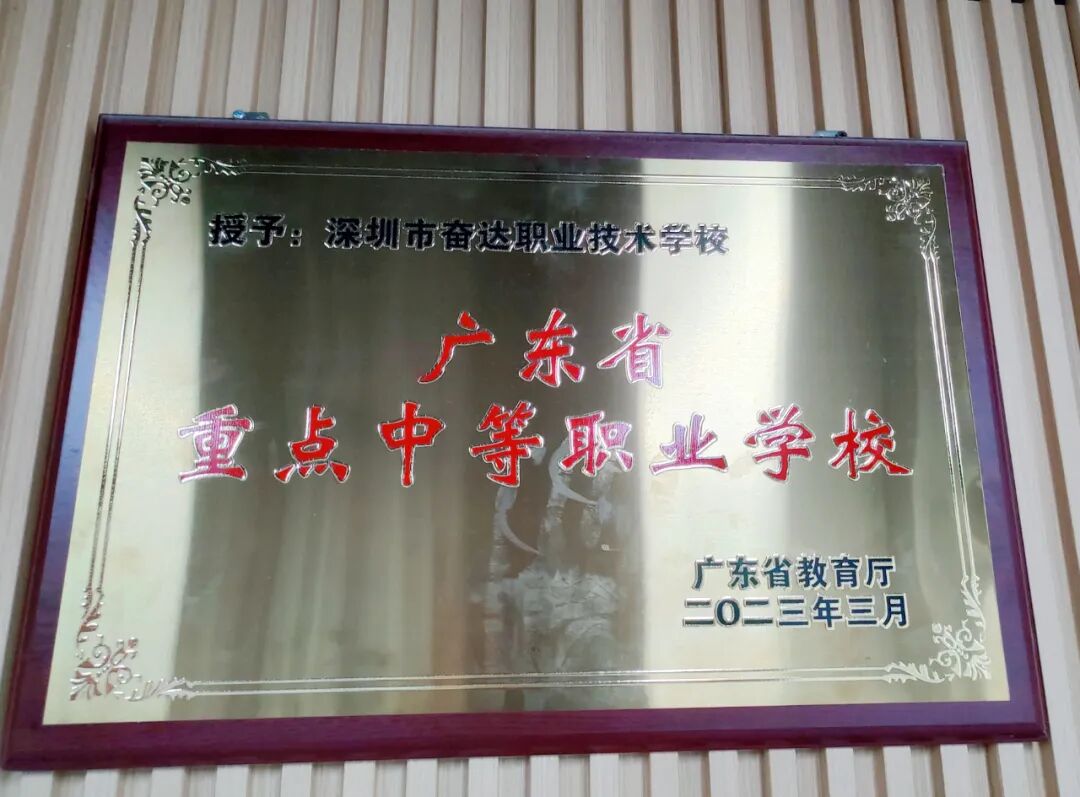 授予：深圳市奋达职业技术学校
广东省
重点中等职业学校
广东省教育厅
二〇二三年三月